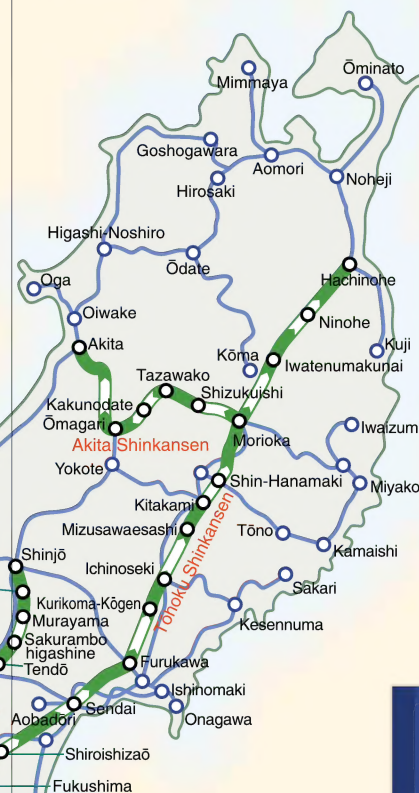 Ōminato
Mimmaya
Goshogawara
Aomori
Hirosaki
Noheji
Higashi-Noshiro
Ōdate
Hachinohe
Oga
Oiwake
Ninohe
Akita
Kuji
Kōma
Iwatenumakunai
Tazawako
Shizukuishi
Kakunodate
Ōmagari
Iwaizum
Morioka
Akita Shinkansen
Yokote
Shin-Hanamaki
Miyako
Kitakami
Mizusawaesashi
Tōno
Kamaishi
Shinjō
Ichinoseki
Tōnoku Shinkansen
Sakari
Kurikoma-Kōgen
Murayama
Kesennuma
Sakurambo
higashine
Tendō
Furukawa
Ishinomaki
Aobadōri
Sendai
Onagawa
Shiroishizaō
Fukushima